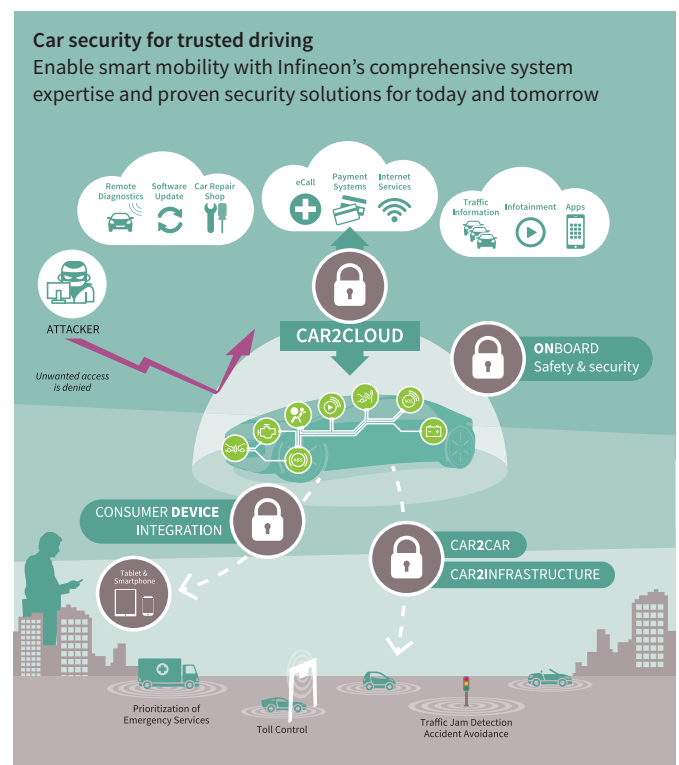 Car security for trusted driving
Enable smart mobility with Infineon's comprehensive system
expertise and proven security solutions for today and tomorrow
Remote
Diagnostics
Software
Update
Car Repair
Shop
eCall
Payment
Systems
Internet
Services
Traffic
Information
Infotainment
Apps
ATTACKER
Unwanted access
is denied
CAR2CLOUD
ONBOARD
Safety & security
SOS
APS
CONSUMER DEVICE
INTEGRATION
CAR2CAR
CAR2INFRASTRUCTURE
Tablet &
Smartphone
Prioritization of
Emergency Services
Toll Control
Traffic Jam Detection
Accident Avoidance